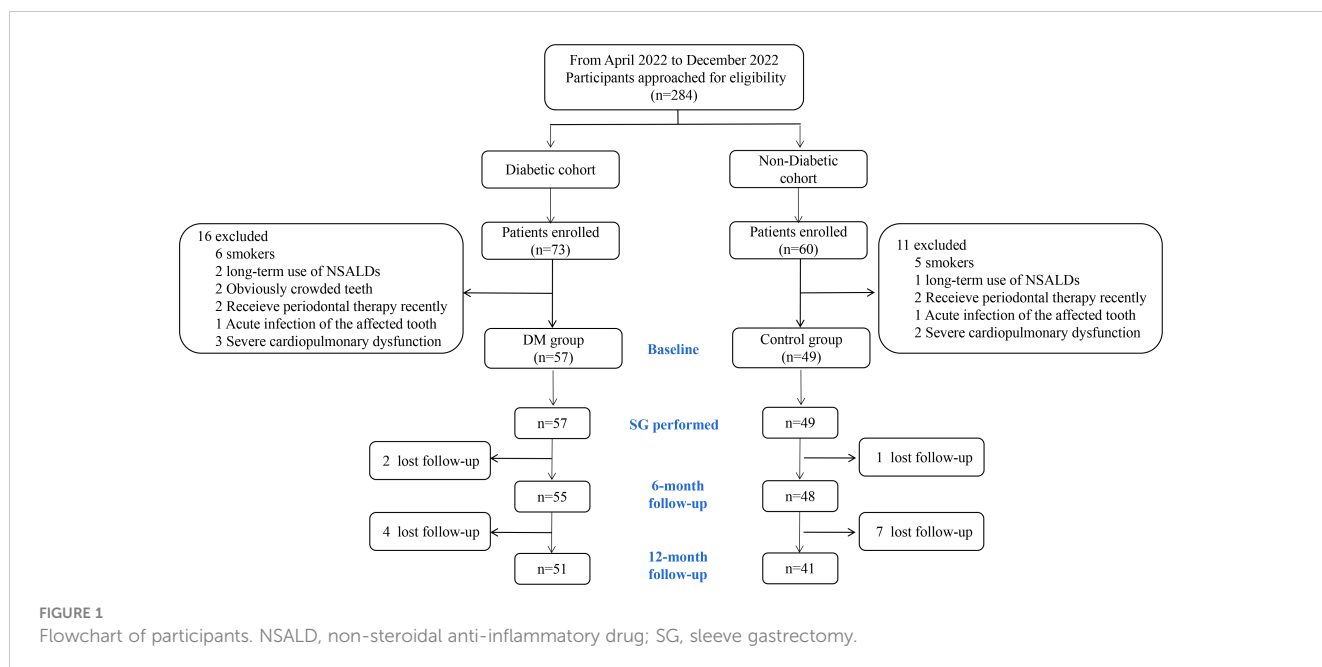 From April 2022 to December 2022
Participants approached for eligibility
(n=284)
Diabetic cohort
Non-Diabetic
cohort
Patients enrolled
(n=73)
Patients enrolled
(n=60)
16 excluded
6 smokers
2 long-term use of NSALDs
2 Obviously crowded teeth
2 Receieve periodontal therapy recently
1 Acute infection of the affected tooth
3 Severe cardiopulmonary dysfunction
11 excluded
5 smokers
1 long-term use of NSALDs
2 Receieve periodontal therapy recently
1 Acute infection of the affected tooth
2 Severe cardiopulmonary dysfunction
DM group
(n=57)
Baseline
Control group
(n=49)
n=57
SG performed
n=49
2 lost follow-up
1 lost follow-up
n=55
6-month
follow-up
n=48
4 lost follow-up
7 lost follow-up
n=51
12-month
follow-up
n=41
FIGURE 1
Flowchart of participants. NSALD, non-steroidal anti-inflammatory drug; SG, sleeve gastrectomy.